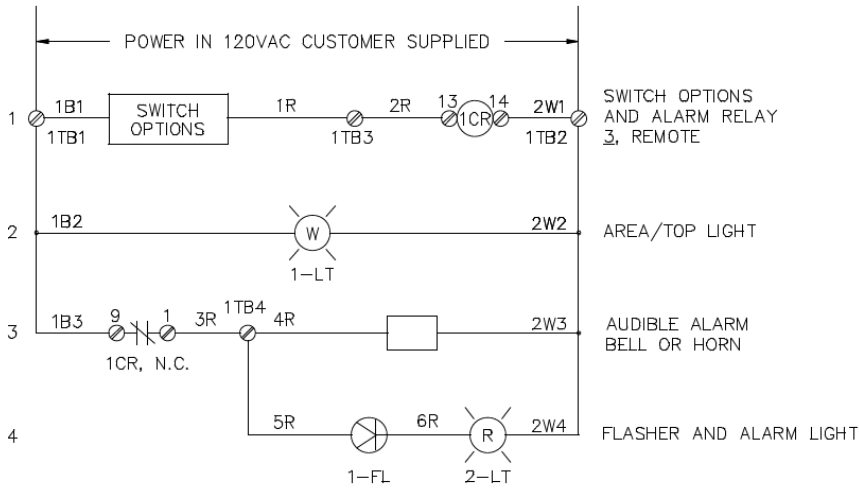 POWER IN 120VAC CUSTOMER SUPPLIED
1
1B1
1TB1
SWITCH
OPTIONS
1R
1TB3
2R
13
1CR
14
2W1
1TB2
SWITCH OPTIONS
AND ALARM RELAY
3, REMOTE
2
1B2
W
1-LT
2W2
AREA/TOP LIGHT
3
1B3
9
1
1CR, N.C.
3R
1TB4
4R
2W3
AUDIBLE ALARM
BELL OR HORN
4
5R
1-FL
6R
R
2-LT
2W4
FLASHER AND ALARM LIGHT